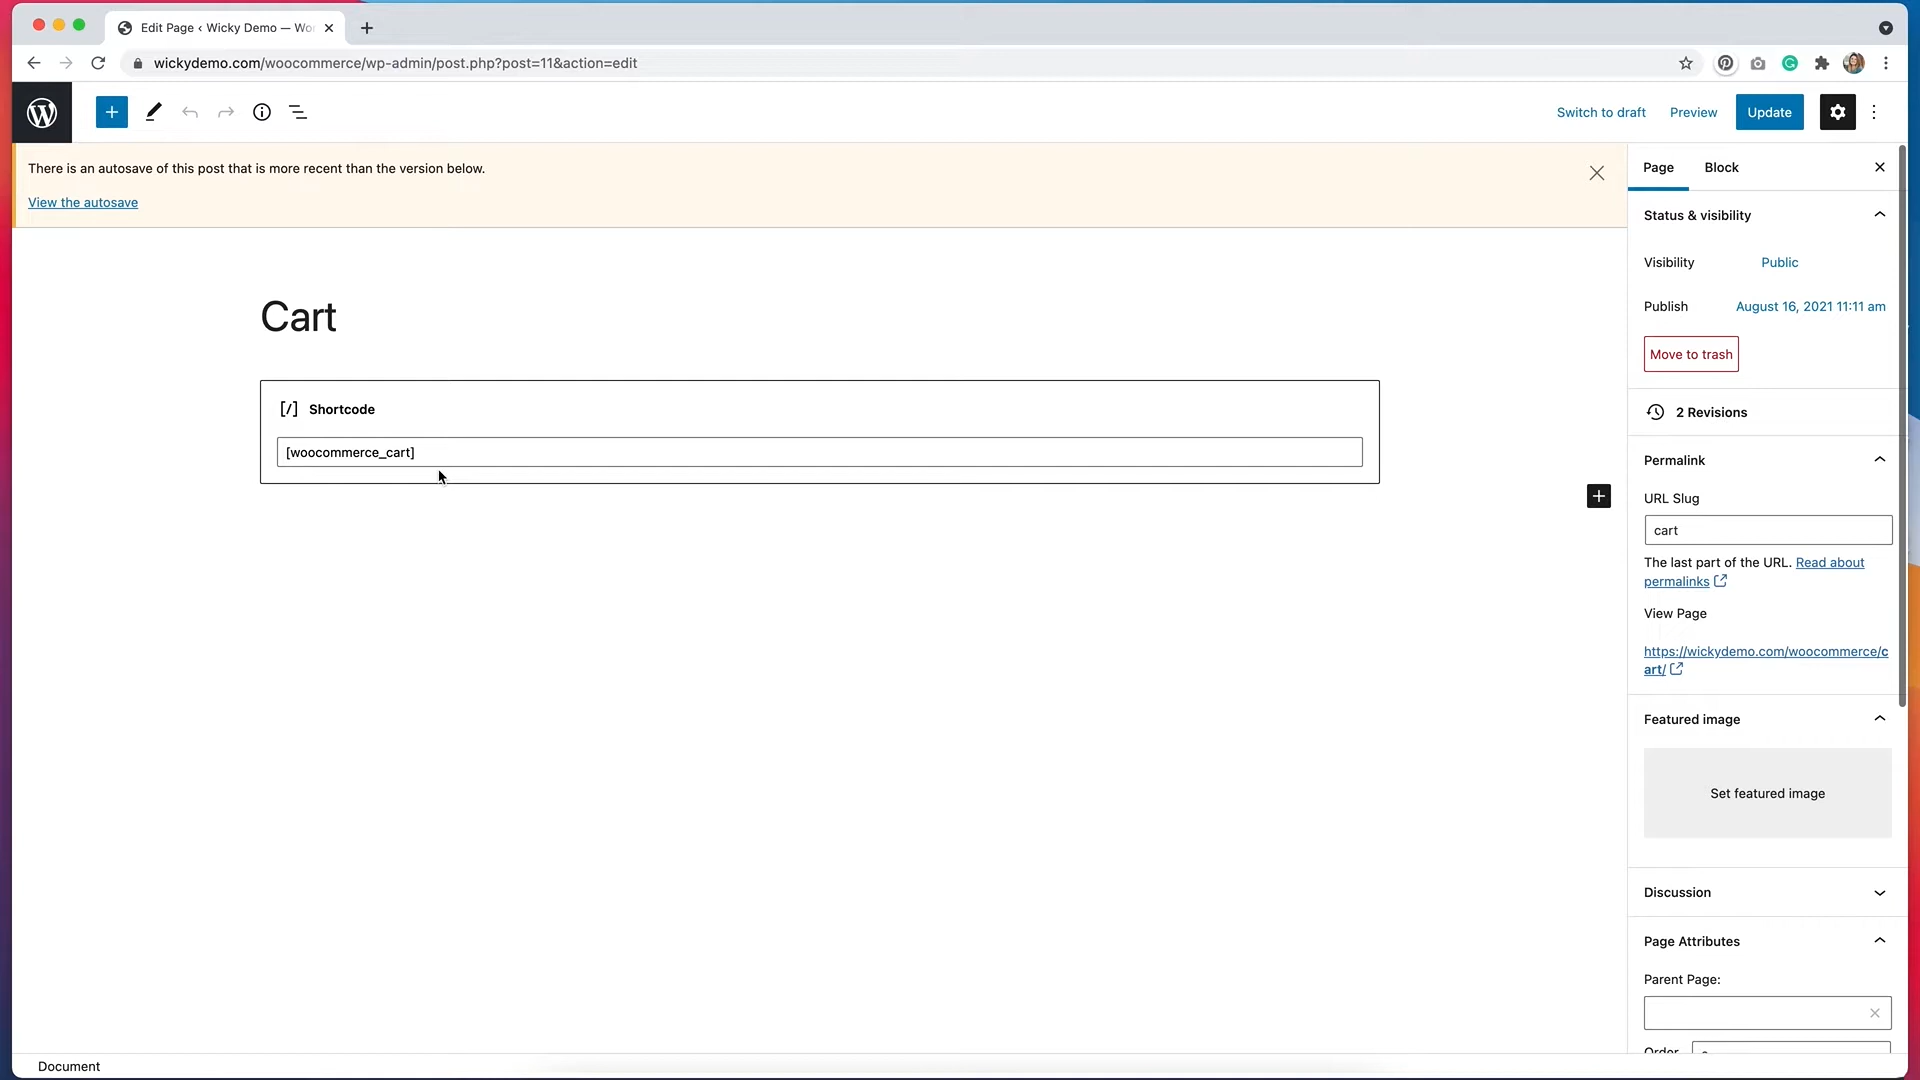 Edit Page ‹ Wicky Demo — Wor
wickydemo.com/woocommerce/wp-admin/post.php?post=11&action=edit
Switch to draft
Preview
Update
There is an autosave of this post that is more recent than the version below.
View the autosave
Page
Block
Status & visibility
Visibility
Public
Publish
August 16, 2021 11:11 am
Move to trash
Cart
[/] Shortcode
[woocommerce_cart]
2 Revisions
Permalink
URL Slug
cart
The last part of the URL. Read about
permalinks
View Page
https://wickydemo.com/woocommerce/c
art/
Featured image
Set featured image
Discussion
Page Attributes
Parent Page:
Order
Document